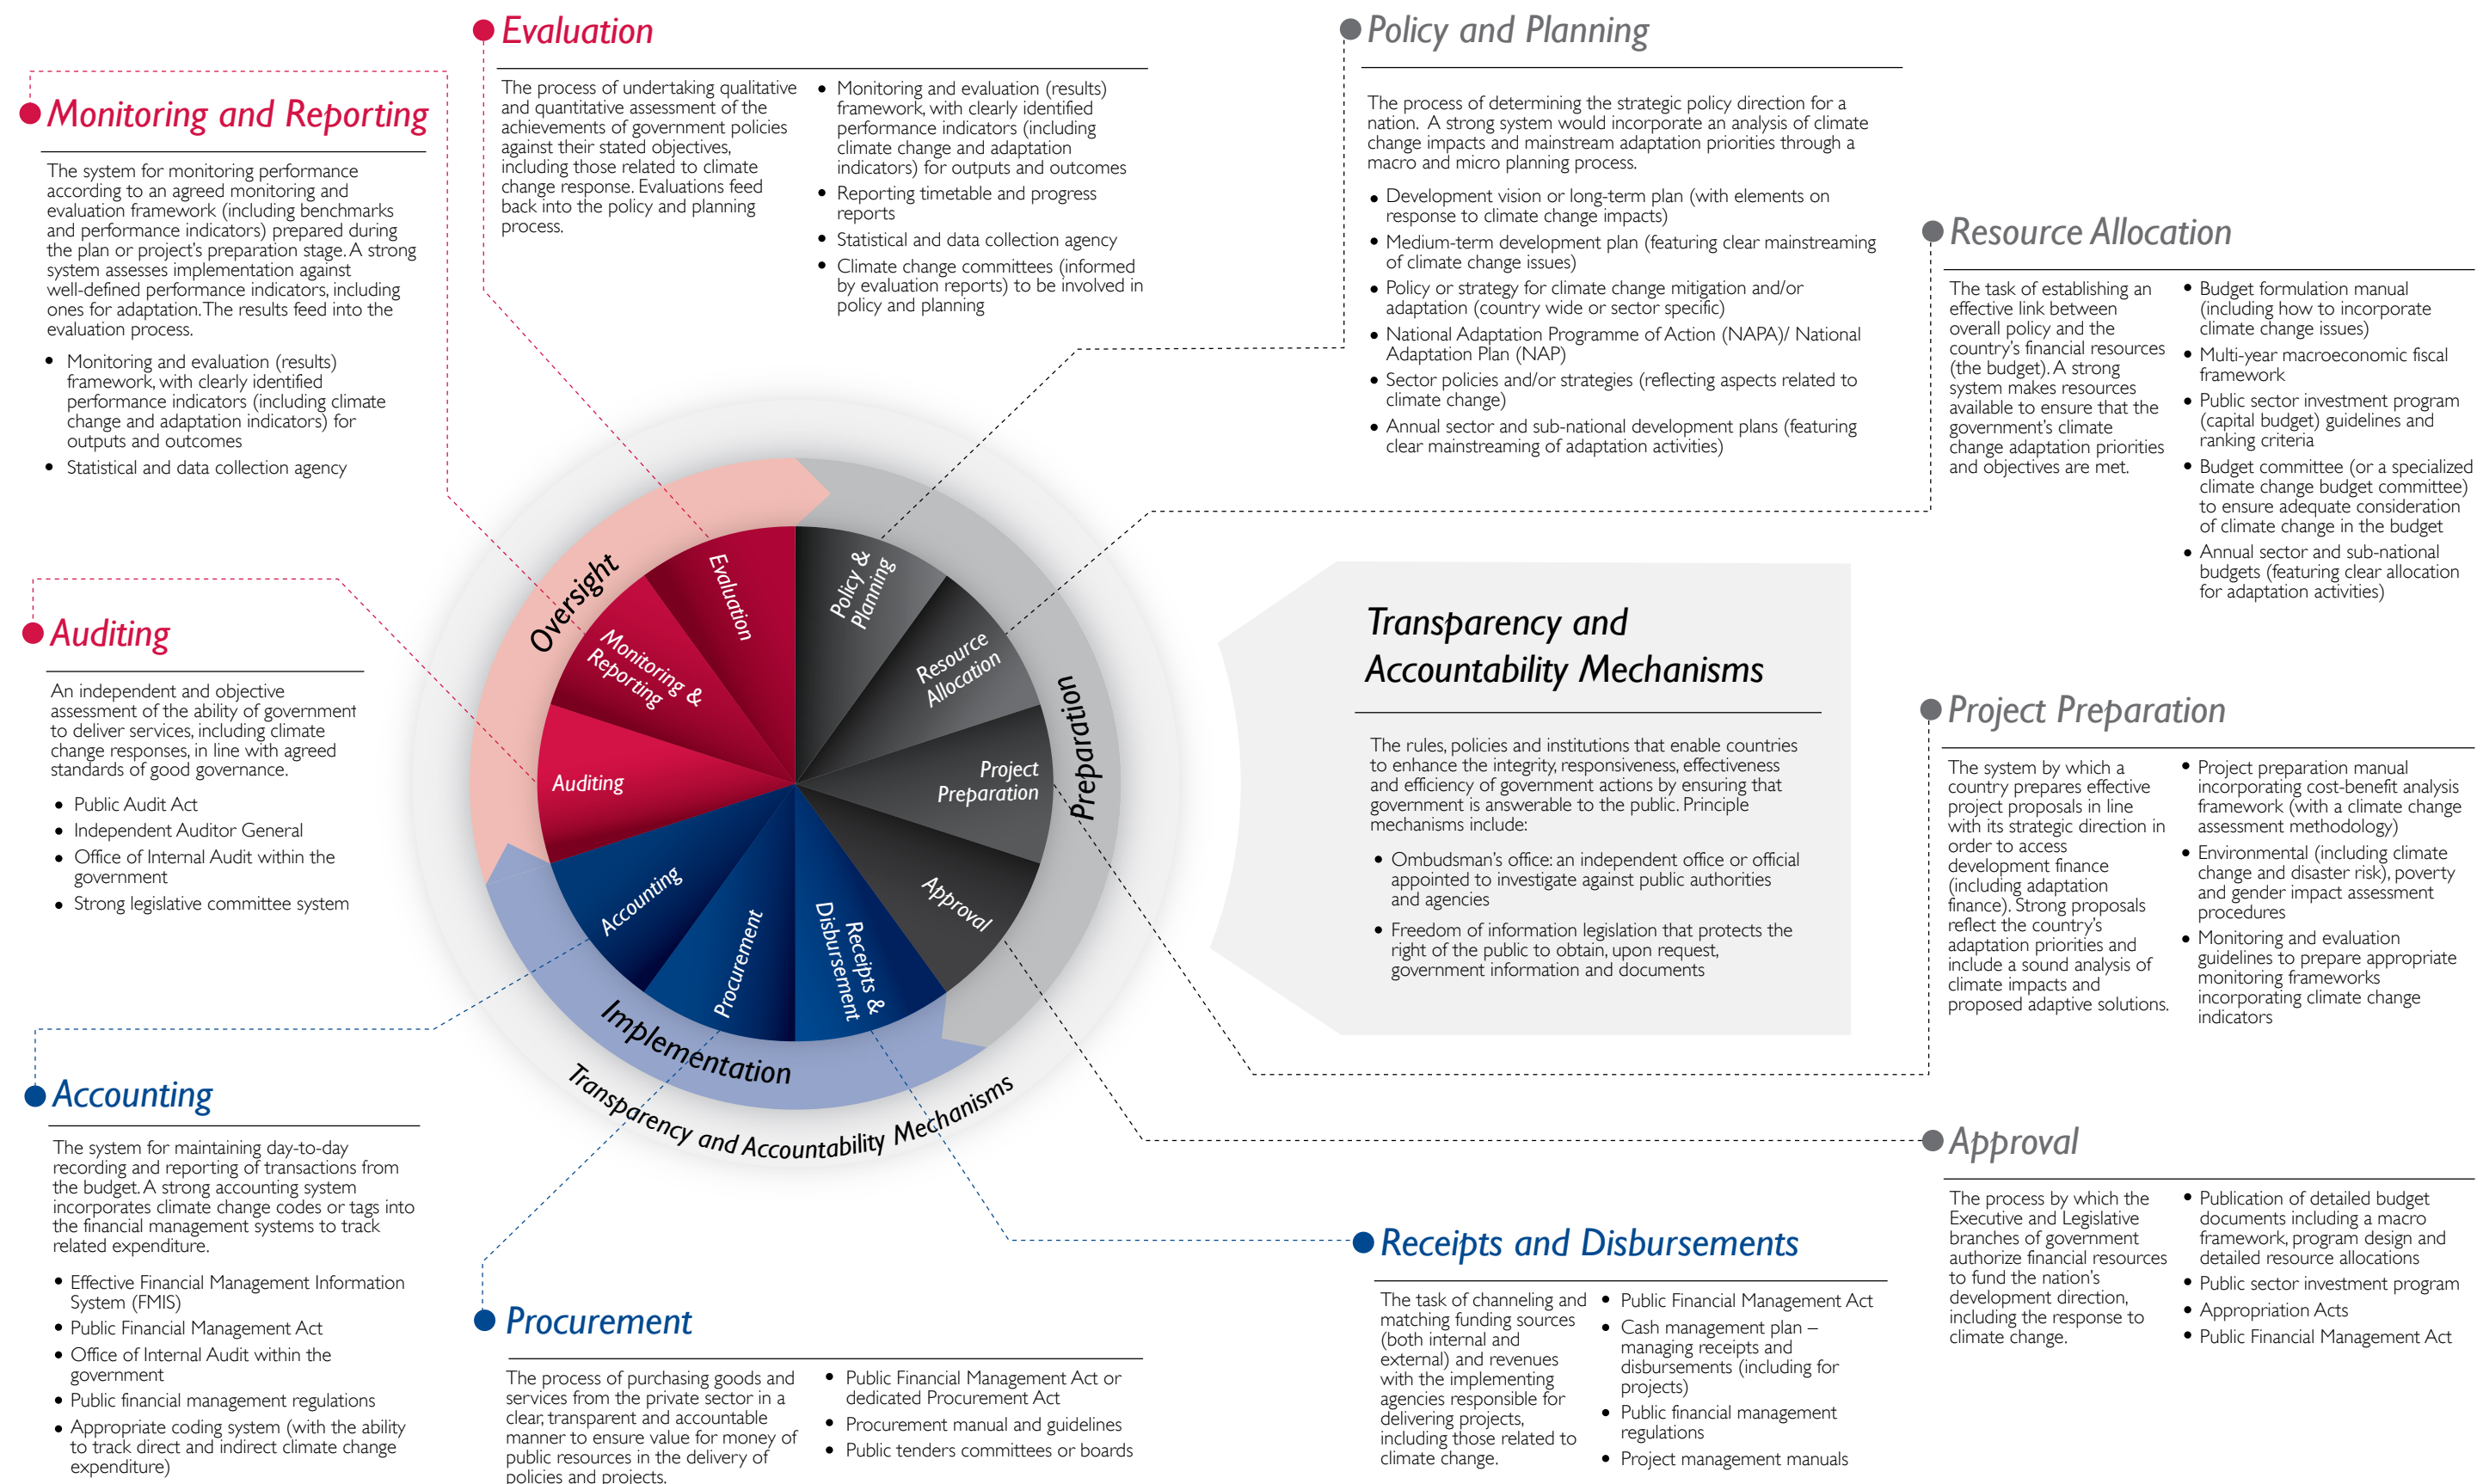 Evaluation
The process of undertaking qualitative
and quantitative assessment of the
achievements of government policies
against their stated objectives,
including those related to climate
change response. Evaluations feed
back into the policy and planning
process.
• Monitoring and evaluation (results)
framework, with clearly identified
performance indicators (including
climate change and adaptation
indicators) for outputs and outcomes
• Reporting timetable and progress
reports
• Statistical and data collection agency
• Climate change committees (informed
by evaluation reports) to be involved in
policy and planning
Policy and Planning
The process of determining the strategic policy direction for a
nation. A strong system would incorporate an analysis of climate
change impacts and mainstream adaptation priorities through a
macro and micro planning process.
• Development vision or long-term plan (with elements on
response to climate change impacts)
• Medium-term development plan (featuring clear mainstreaming
of climate change issues)
• Policy or strategy for climate change mitigation and/or
adaptation (country wide or sector specific)
• National Adaptation Programme of Action (NAPA)/ National
Adaptation Plan (NAP)
• Sector policies and/or strategies (reflecting aspects related to
climate change)
• Annual sector and sub-national development plans (featuring
clear mainstreaming of adaptation activities)
Monitoring and Reporting
The system for monitoring performance
according to an agreed monitoring and
evaluation framework (including benchmarks
and performance indicators) prepared during
the plan or project's preparation stage. A strong
system assesses implementation against
well-defined performance indicators, including
ones for adaptation. The results feed into the
evaluation process.
• Monitoring and evaluation (results)
framework, with clearly identified
performance indicators (including climate
change and adaptation indicators) for
outputs and outcomes
• Statistical and data collection agency
Resource Allocation
The task of establishing an
effective link between
overall policy and the
country's financial resources
(the budget). A strong
system makes resources
available to ensure that the
government's climate
change adaptation priorities
and objectives are met.
• Budget formulation manual
(including how to incorporate
climate change issues)
• Multi-year macroeconomic fiscal
framework
• Public sector investment program
(capital budget) guidelines and
ranking criteria
• Budget committee (or a specialized
climate change budget committee)
to ensure adequate consideration
of climate change in the budget
• Annual sector and sub-national
budgets (featuring clear allocation
for adaptation activities)
Auditing
An independent and objective
assessment of the ability of government
to deliver services, including climate
change responses, in line with agreed
standards of good governance.
• Public Audit Act
• Independent Auditor General
• Office of Internal Audit within the
government
• Strong legislative committee system
Oversight
Preparation
Implementation
Transparency and Accountability Mechanisms
Evaluation
Policy &
Planning
Resource
Allocation
Project
Preparation
Approval
Receipts &
Disbursement
Procurement
Accounting
Auditing
Monitoring &
Reporting
Transparency and
Accountability Mechanisms
The rules, policies and institutions that enable countries
to enhance the integrity, responsiveness, effectiveness
and efficiency of government actions by ensuring that
government is answerable to the public. Principle
mechanisms include:
• Ombudsman's office: an independent office or official
appointed to investigate against public authorities
and agencies
• Freedom of information legislation that protects the
right of the public to obtain, upon request,
government information and documents
Project Preparation
The system by which a
country prepares effective
project proposals in line
with its strategic direction in
order to access
development finance
(including adaptation
finance). Strong proposals
reflect the country's
adaptation priorities and
include a sound analysis of
climate impacts and
proposed adaptive solutions.
• Project preparation manual
incorporating cost-benefit analysis
framework (with a climate change
assessment methodology)
• Environmental (including climate
change and disaster risk), poverty
and gender impact assessment
procedures
• Monitoring and evaluation
guidelines to prepare appropriate
monitoring frameworks
incorporating climate change
indicators
Accounting
The system for maintaining day-to-day
recording and reporting of transactions from
the budget. A strong accounting system
incorporates climate change codes or tags into
the financial management systems to track
related expenditure.
• Effective Financial Management Information
System (FMIS)
• Public Financial Management Act
• Office of Internal Audit within the
government
• Public financial management regulations
• Appropriate coding system (with the ability
to track direct and indirect climate change
expenditure)
Procurement
The process of purchasing goods and
services from the private sector in a
clear, transparent and accountable
manner to ensure value for money of
public resources in the delivery of
policies and projects.
• Public Financial Management Act or
dedicated Procurement Act
• Procurement manual and guidelines
• Public tenders committees or boards
Receipts and Disbursements
The task of channeling and
matching funding sources
(both internal and
external) and revenues
with the implementing
agencies responsible for
delivering projects,
including those related to
climate change.
• Public Financial Management Act
• Cash management plan –
managing receipts and
disbursements (including for
projects)
• Public financial management
regulations
• Project management manuals
Approval
The process by which the
Executive and Legislative
branches of government
authorize financial resources
to fund the nation's
development direction,
including the response to
climate change.
• Publication of detailed budget
documents including a macro
framework, program design and
detailed resource allocations
• Public sector investment program
• Appropriation Acts
• Public Financial Management Act